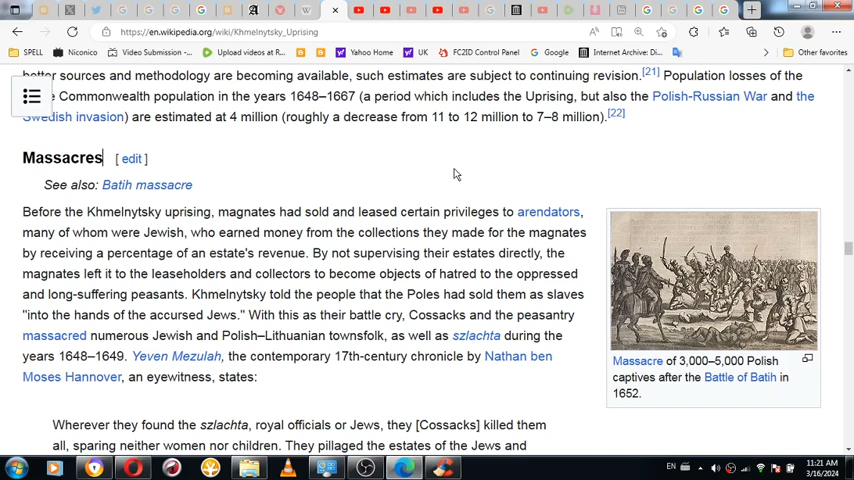 https://en.wikipedia.org/wiki/Khmelnytsky_Uprising
SPELL
Niconico
Video Submission -...
Upload videos at R...
Bin
Yahoo Home
UK
FC2ID Control Panel
Google
Internet Archive: Di...
Other favorites
better sources and methodology are becoming available, such estimates are subject to continuing revision.[21] Population losses of the
Commonwealth population in the years 1648–1667 (a period which includes the Uprising, but also the Polish-Russian War and the
Swedish invasion) are estimated at 4 million (roughly a decrease from 11 to 12 million to 7–8 million).[22]
Massacres [ edit ]
See also: Batih massacre
Before the Khmelnytsky uprising, magnates had sold and leased certain privileges to arendators,
many of whom were Jewish, who earned money from the collections they made for the magnates
by receiving a percentage of an estate's revenue. By not supervising their estates directly, the
magnates left it to the leaseholders and collectors to become objects of hatred to the oppressed
and long-suffering peasants. Khmelnytsky told the people that the Poles had sold them as slaves
"into the hands of the accursed Jews." With this as their battle cry, Cossacks and the peasantry
massacred numerous Jewish and Polish–Lithuanian townsfolk, as well as szlachta during the
years 1648–1649. Yeven Mezulah, the contemporary 17th-century chronicle by Nathan ben
Moses Hannover, an eyewitness, states:
Wherever they found the szlachta, royal officials or Jews, they [Cossacks] killed them
all, sparing neither women nor children. They pillaged the estates of the Jews and
Massacre of 3,000–5,000 Polish
captives after the Battle of Batih in
1652.
EN
11:21 AM
3/16/2024